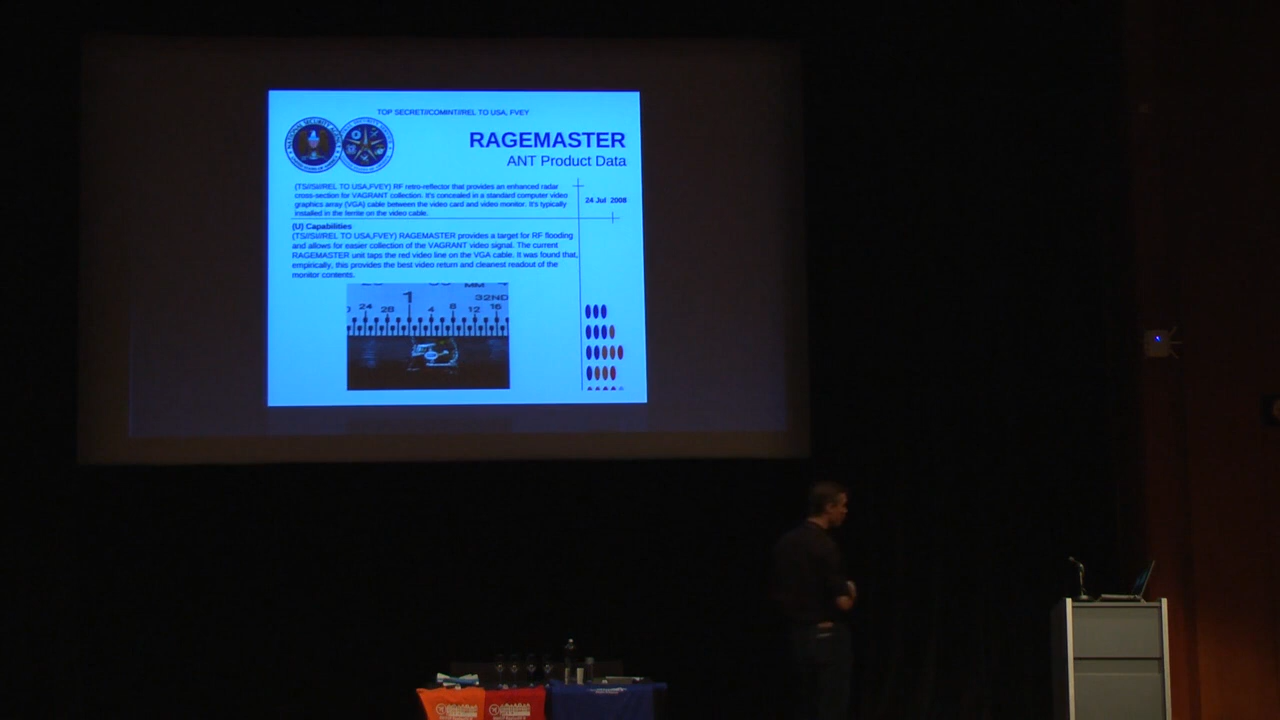 TOP SECRET//COMINT//REL TO USA, FVEY
RAGEMASTER
ANT Product Data
(TS//SI//REL TO USA,FVEY) RF retro-reflector that provides an enhanced radar
cross-section for VAGRANT collection. It's concealed in a standard computer video
graphics array (VGA) cable between the video card and video monitor. It's typically
installed in the ferrite on the video cable.
24 Jul 2008
(U) Capabilities
(TS//SI//REL TO USA,FVEY) RAGEMASTER provides a target for RF flooding
and allows for easier collection of the VAGRANT video signal. The current
RAGEMASTER unit taps the red video line on the VGA cable. It was found that,
empirically, this provides the best video return and cleanest readout of the
monitor contents.
MM
1 32ND
24 28 4 8 12 16